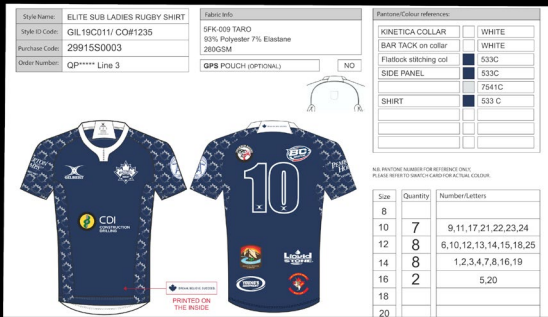 Style Name: ELITE SUB LADIES RUGBY SHIRT
Style ID Code: GIL19C011/ CO#1235
Purchase Code: 29915S0003
Order Number: QP***** Line 3
Fabric Info
5FK-009 TARO
93% Polyester 7% Elastane
280GSM
GPS POUCH (OPTIONAL) NO
Pantone/Colour references:
KINETICA COLLAR WHITE
BAR TACK on collar WHITE
Flatlock stitching col 533C
SIDE PANEL 533C
7541C
SHIRT 533 C
N.B. PANTONE NUMBER FOR REFERENCE ONLY,
PLEASE REFER TO SWATCH CARD FOR ACTUAL COLOUR.
GILBERT
CDI
CONSTRUCTION
DRILLING
10
Liquid
STONE
PRINTED ON
THE INSIDE
Size Quantity Number/Letters
8
10 7 9,11,17,21,22,23,24
12 8 6,10,12,13,14,15,18,25
14 8 1,2,3,4,7,8,16,19
16 2 5,20
18
20